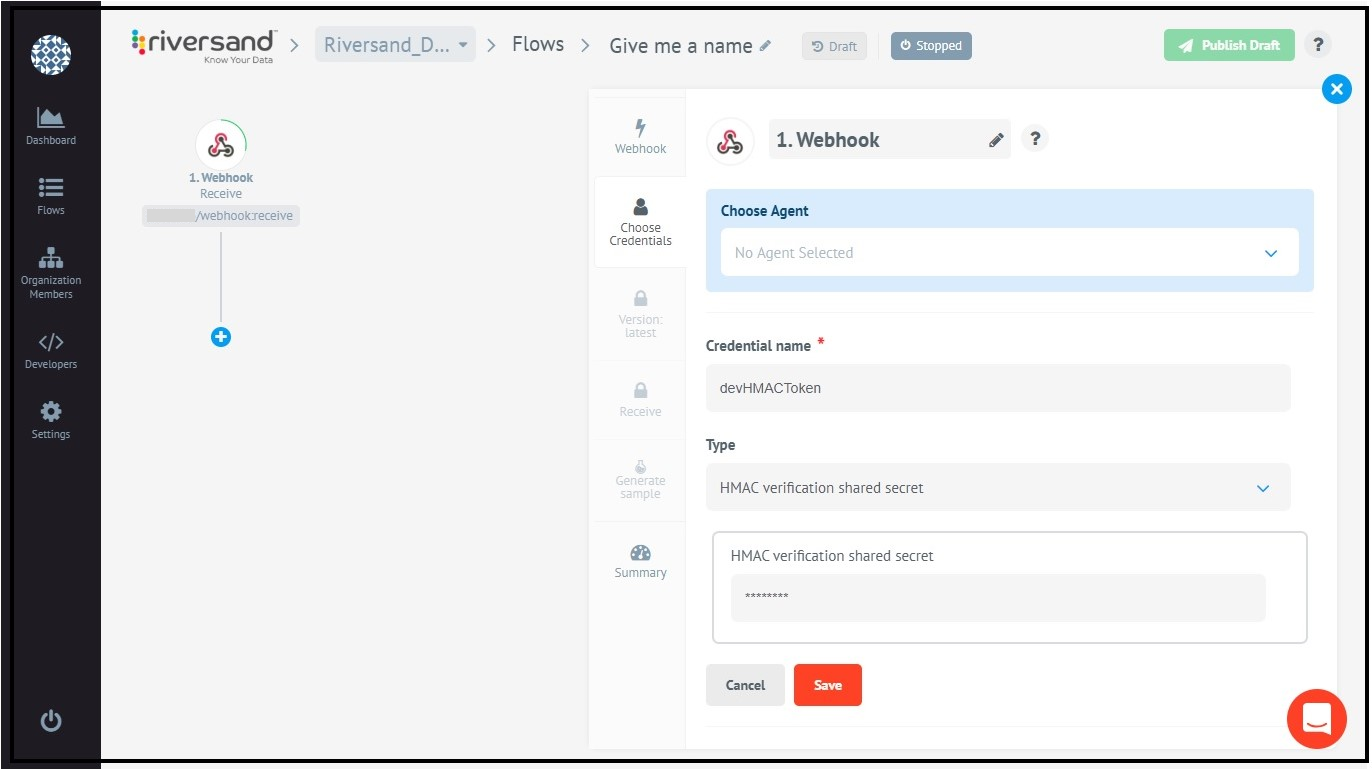 riversand
Know Your Data
Riversand_D...
Flows
Give me a name
Draft
Stopped
Publish Draft
?
Dashboard
Flows
Organization
Members
Developers
Settings
1. Webhook
Receive
/webhook:receive
Webhook
Choose
Credentials
Version:
latest
Receive
Generate
sample
Summary
1. Webhook
?
Choose Agent
No Agent Selected
Credential name *
devHMACToken
Type
HMAC verification shared secret
HMAC verification shared secret
********
Cancel
Save